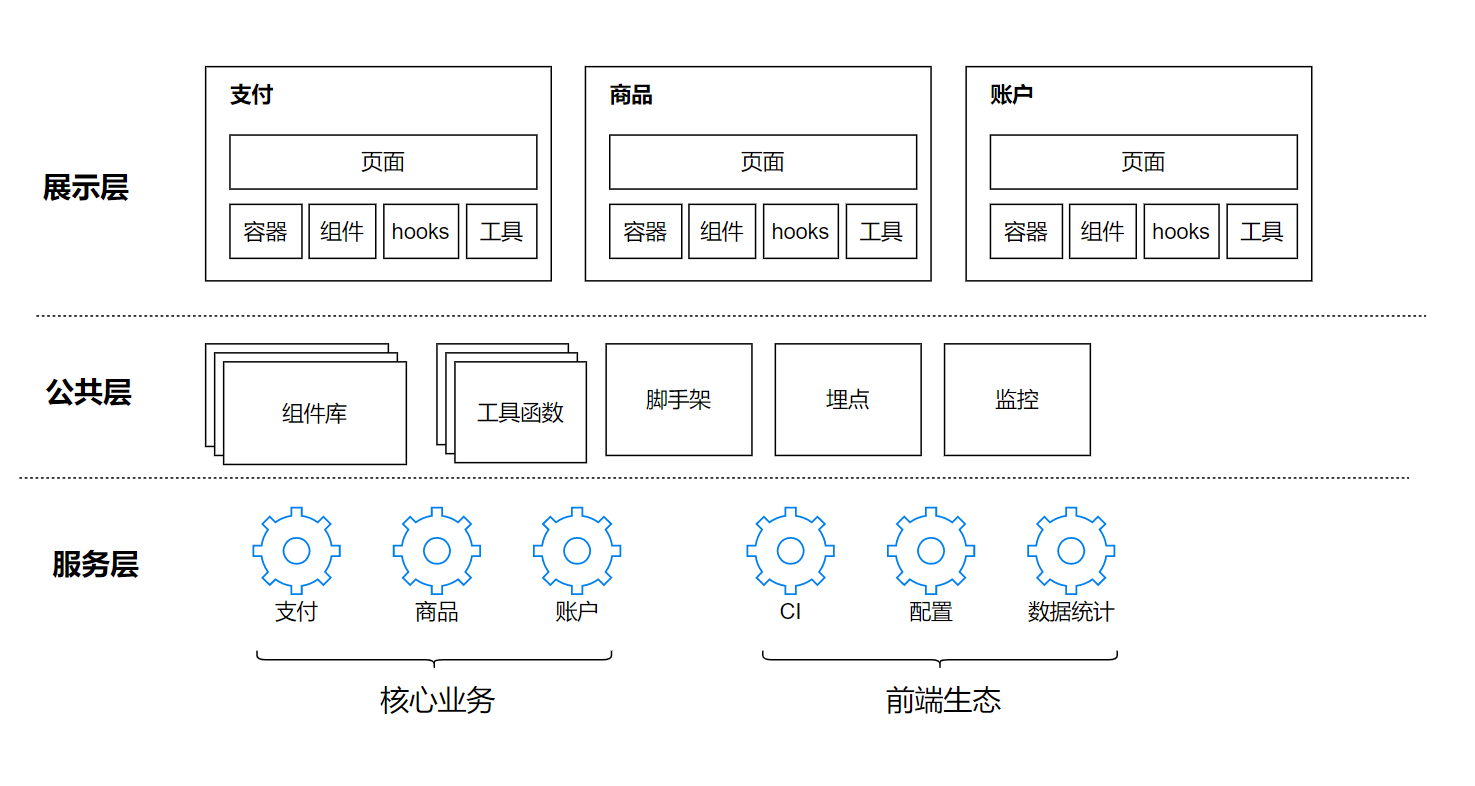 支付
商品
账户
展示层
页面
页面
页面
容器 组件 hooks 工具
容器 组件 hooks 工具
容器 组件 hooks 工具
公共层
组件库
工具函数
脚手架
埋点
监控
服务层
支付
商品
账户
CI
配置
数据统计
核心业务
前端生态